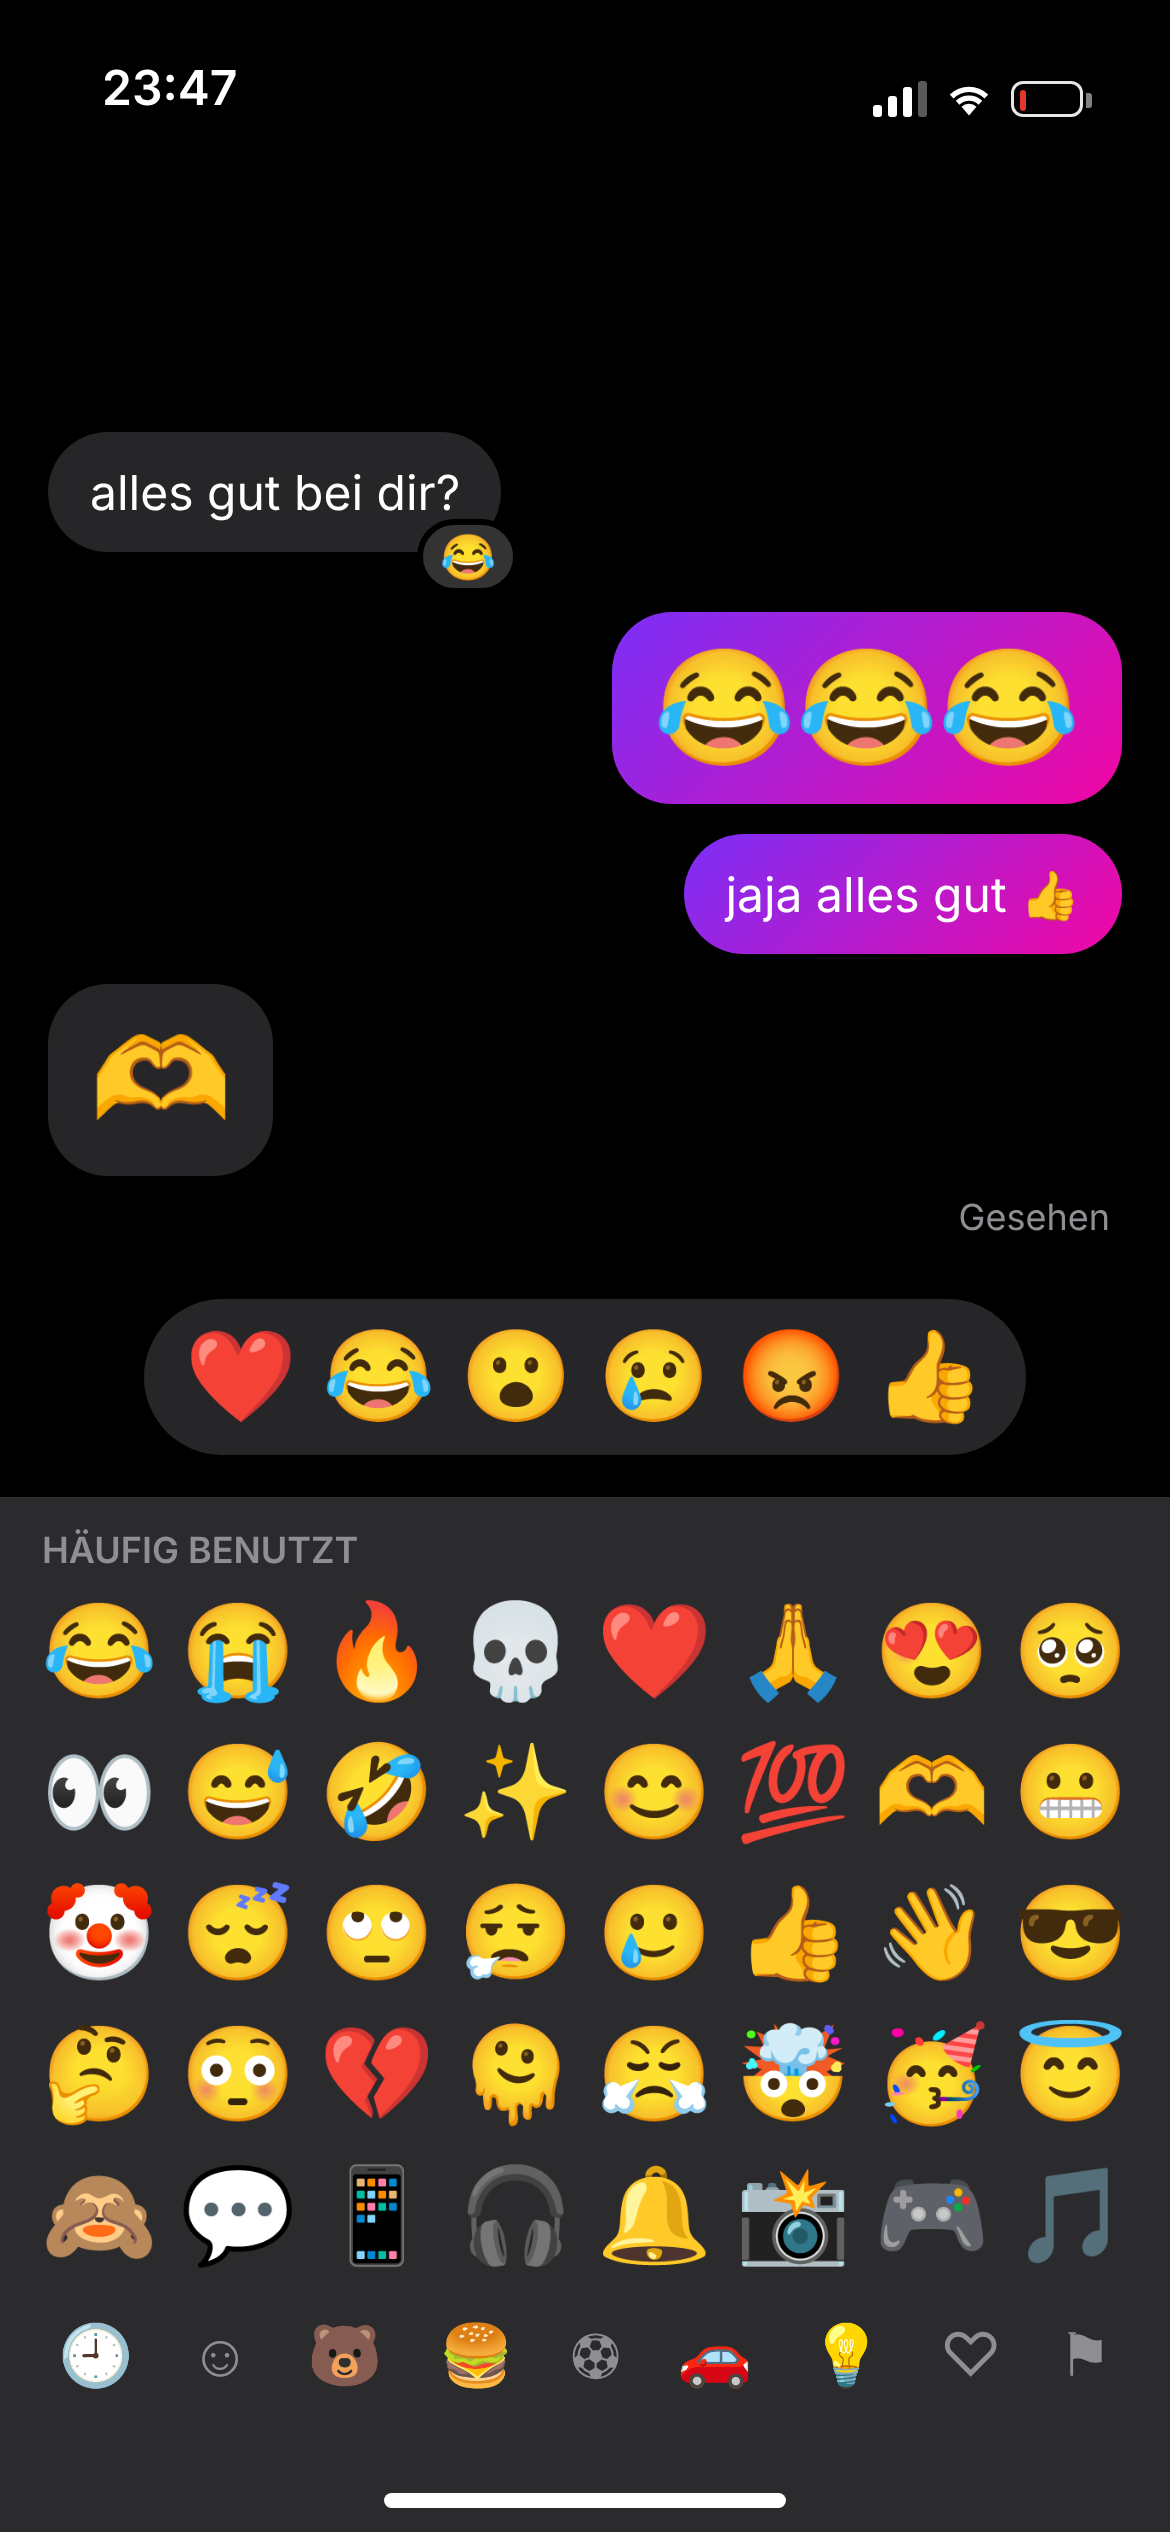 23:47
alles gut bei dir?
😂
😂😂😂
jaja alles gut 👍
🫶
Gesehen
❤️😂😮😢😡👍
HÄUFIG BENUTZT
😂😭🔥💀❤️🙏😍🥺
👀😅🤣✨😊💯🫶😬
🤡😴🙄😮‍💨🥲👍👋😎
🤔😳💔🫠😤🤯🥳😇
🙈💬📱🎧🔔📸🎮🎵
🕘☺🐻🍔⚽🚗💡♡⚑